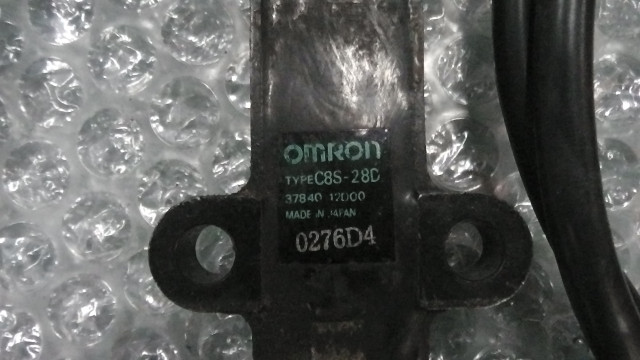 OMRON
TYPE C8S-28D
37840 12D00
MADE IN JAPAN
0276D4